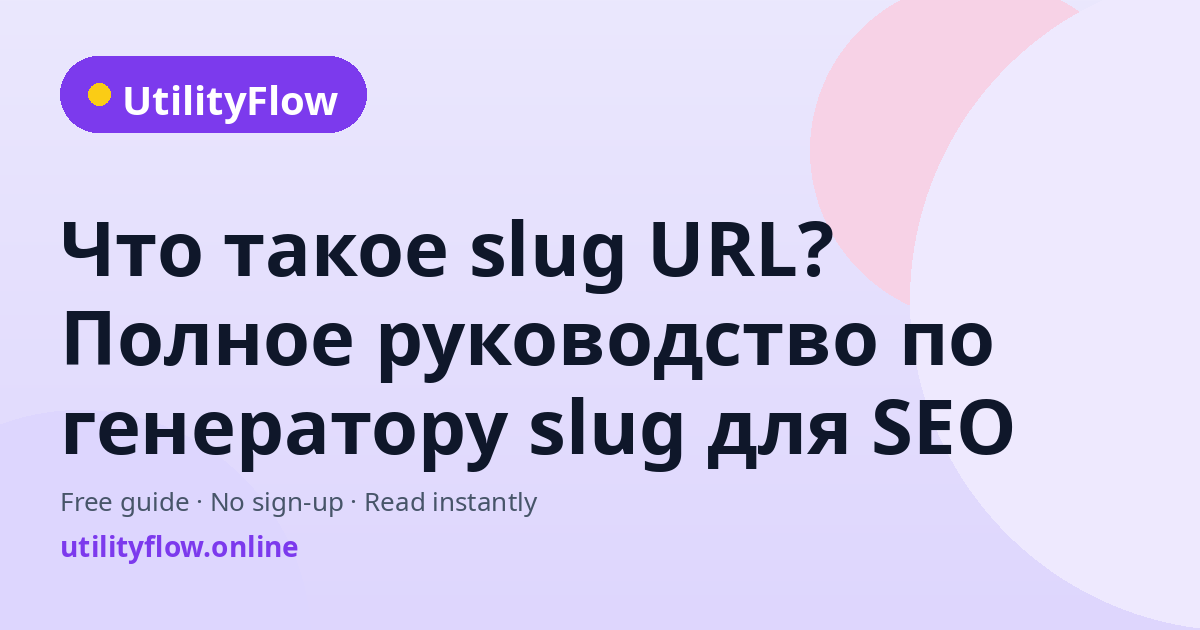 UtilityFlow
Что такое slug URL?
Полное руководство по
генератору slug для SEO
Free guide · No sign-up · Read instantly
utilityflow.online